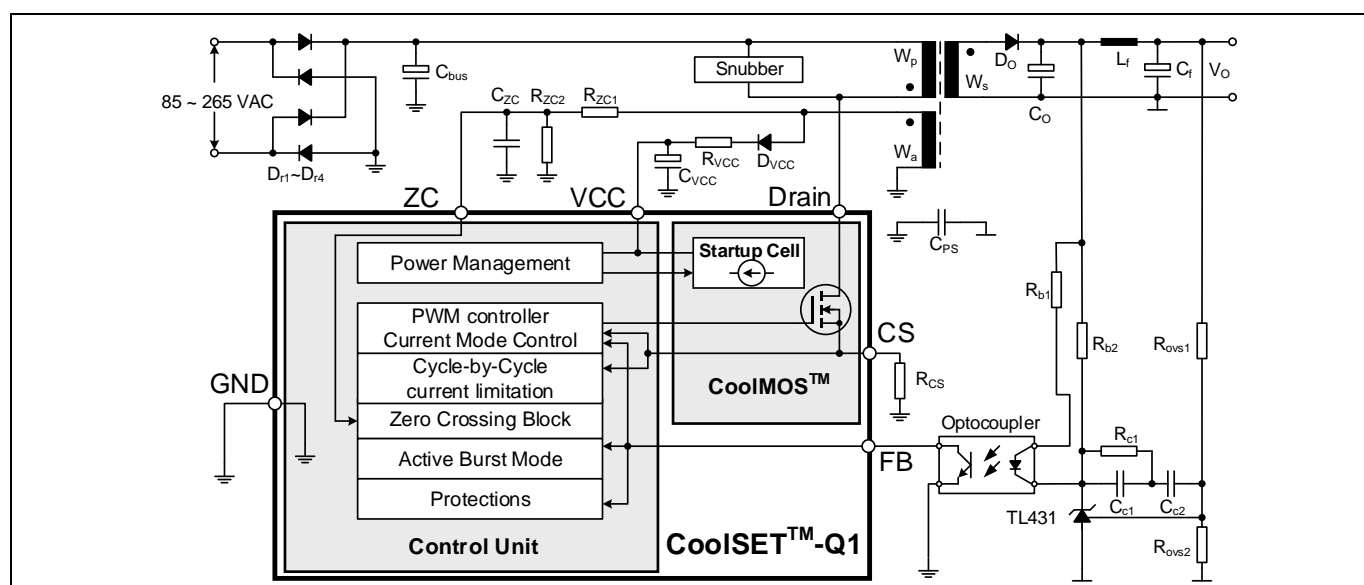 85 ~ 265 VAC
Dr1~Dr4
Cbus
Snubber
Wp
Ws
Wa
DO
CO
Lf
Cf
VO
CZC
RZC2
RZC1
RVCC
DVCC
CVCC
ZC
VCC
Drain
CPS
Power Management
Startup Cell
PWM controller
Current Mode Control
Cycle-by-Cycle
current limitation
Zero Crossing Block
Active Burst Mode
Protections
Control Unit
CoolMOS™
CoolSET™-Q1
GND
CS
RCS
FB
Optocoupler
Rb1
Rb2
Rovs1
Rc1
Cc1
Cc2
TL431
Rovs2